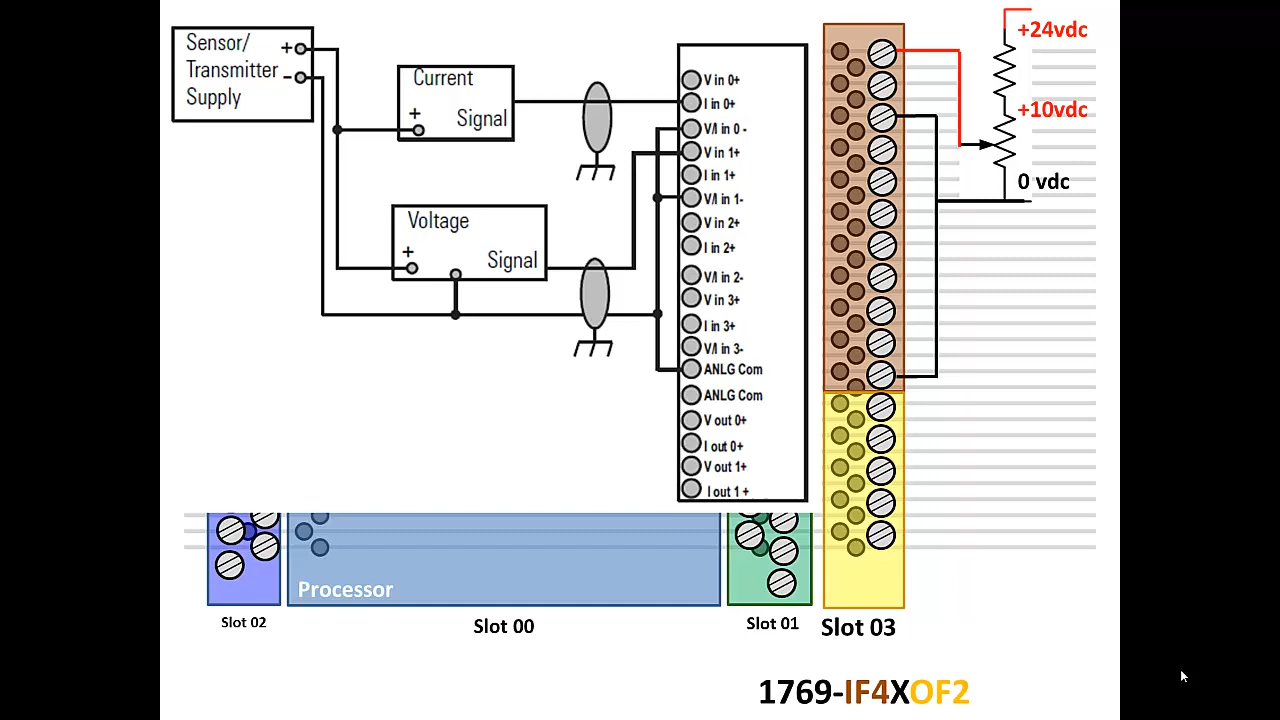 Sensor/
Transmitter
Supply
+
-
Current
+
Signal
Voltage
+
Signal
V in 0+
I in 0+
V/I in 0 -
V in 1+
I in 1+
V/I in 1-
V in 2+
I in 2+
V/I in 2-
V in 3+
I in 3+
V/I in 3-
ANLG Com
ANLG Com
V out 0+
I out 0+
V out 1+
I out 1 +
+24vdc
+10vdc
0 vdc
Processor
Slot 02
Slot 00
Slot 01
Slot 03
1769-IF4XOF2